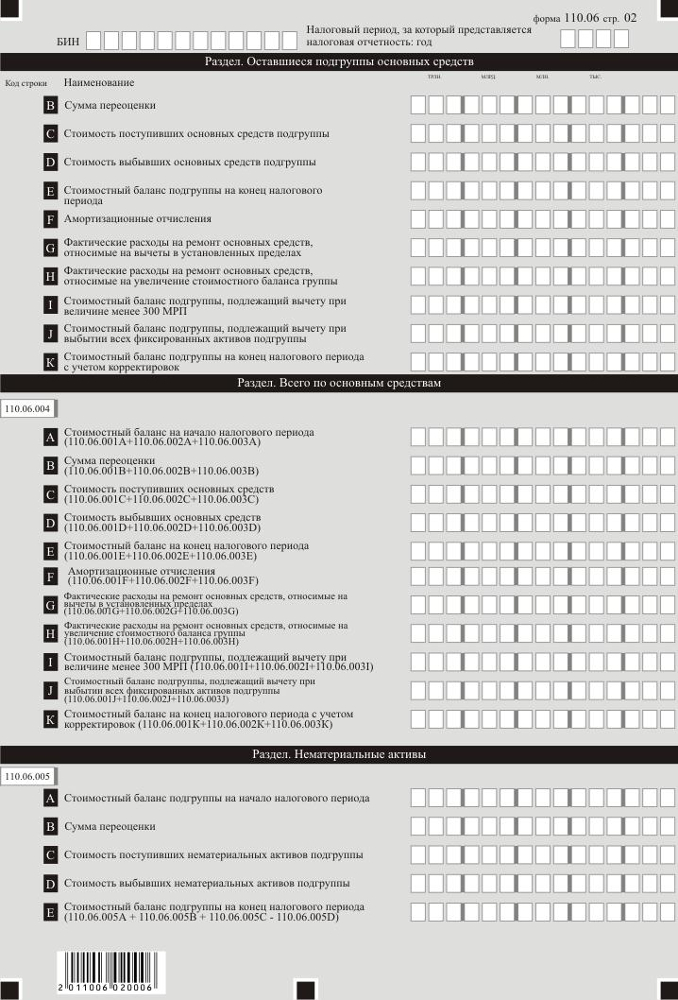 форма 110.06 стр. 02
БИН
Налоговый период, за который представляется
налоговая отчетность: год
Раздел. Оставшиеся подгруппы основных средств
Код строки Наименование ТРЛН. МЛРД. МЛН. ТЫС.
B Сумма переоценки
C Стоимость поступивших основных средств подгруппы
D Стоимость выбывших основных средств подгруппы
E Стоимостный баланс подгруппы на конец налогового
периода
F Амортизационные отчисления
G Фактические расходы на ремонт основных средств,
относимые на вычеты в установленных пределах
H Фактические расходы на ремонт основных средств,
относимые на увеличение стоимостного баланса группы
I Стоимостный баланс подгруппы, подлежащий вычету при
величине менее 300 МРП
J Стоимостный баланс подгруппы, подлежащий вычету при
выбытии всех фиксированных активов подгруппы
K Стоимостный баланс подгруппы на конец налогового периода
с учетом корректировок
Раздел. Всего по основным средствам
110.06.004
A Стоимостный баланс на начало налогового периода
(110.06.001A+110.06.002A+110.06.003A)
B Сумма переоценки
(110.06.001B+110.06.002B+110.06.003B)
C Стоимость поступивших основных средств
(110.06.001C+110.06.002C+110.06.003C)
D Стоимость выбывших основных средств
(110.06.001D+110.06.002D+110.06.003D)
E Стоимостный баланс на конец налогового периода
(110.06.001E+110.06.002E+110.06.003E)
F Амортизационные отчисления
(110.06.001F+110.06.002F+110.06.003F)
G Фактические расходы на ремонт основных средств, относимые на
вычеты в установленных пределах
(110.06.001G+110.06.002G+110.06.003G)
H Фактические расходы на ремонт основных средств, относимые на
увеличение стоимостного баланса группы
(110.06.001H+110.06.002H+110.06.003H)
I Стоимостный баланс подгруппы, подлежащий вычету при
величине менее 300 МРП (110.06.001I+110.06.002I+110.06.003I)
J Стоимостный баланс подгруппы, подлежащий вычету при
выбытии всех фиксированных активов подгруппы
(110.06.001J+110.06.002J+110.06.003J)
K Стоимостный баланс на конец налогового периода с учетом
корректировок (110.06.001K+110.06.002K+110.06.003K)
Раздел. Нематериальные активы
110.06.005
A Стоимостный баланс подгруппы на начало налогового периода
B Сумма переоценки
C Стоимость поступивших нематериальных активов подгруппы
D Стоимость выбывших нематериальных активов подгруппы
E Стоимостный баланс подгруппы на конец налогового периода
(110.06.005A + 110.06.005B + 110.06.005C - 110.06.005D)
2 011006 020006